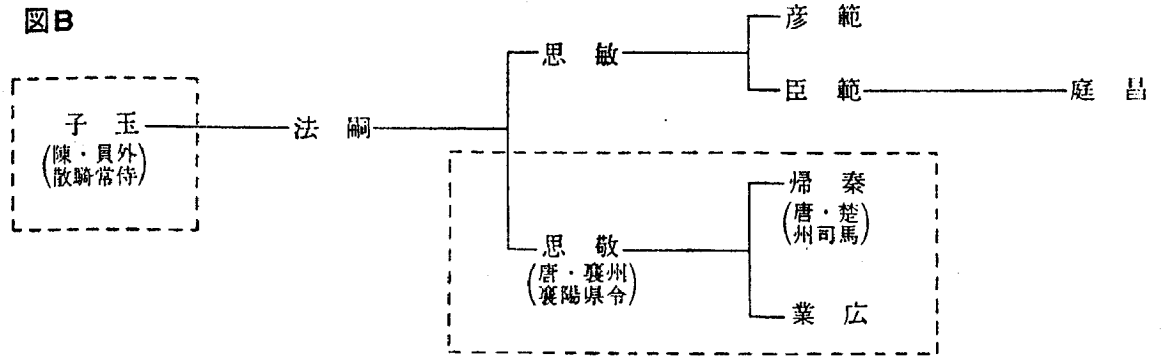 図B
彦範
思敏
臣範
庭昌
子玉
法嗣
(陳・員外
散騎常侍)
帰秦
(唐・楚
州司馬)
思敬
(唐・襄州
襄陽県令)
業広